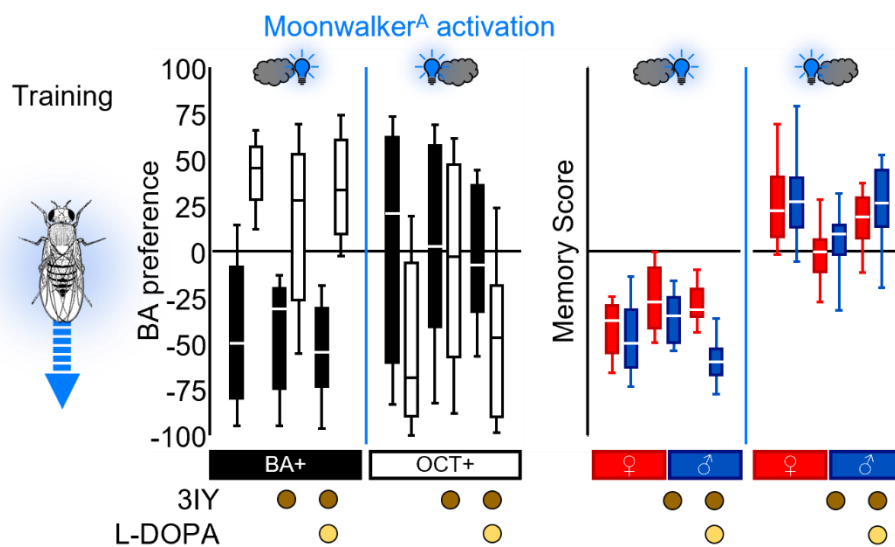 Moonwalkerᴬ activation
Training
BA preference
100
75
50
25
0
-25
-50
-75
-100
Memory Score
BA+
OCT+
♀
♂
♀
♂
3IY
L-DOPA